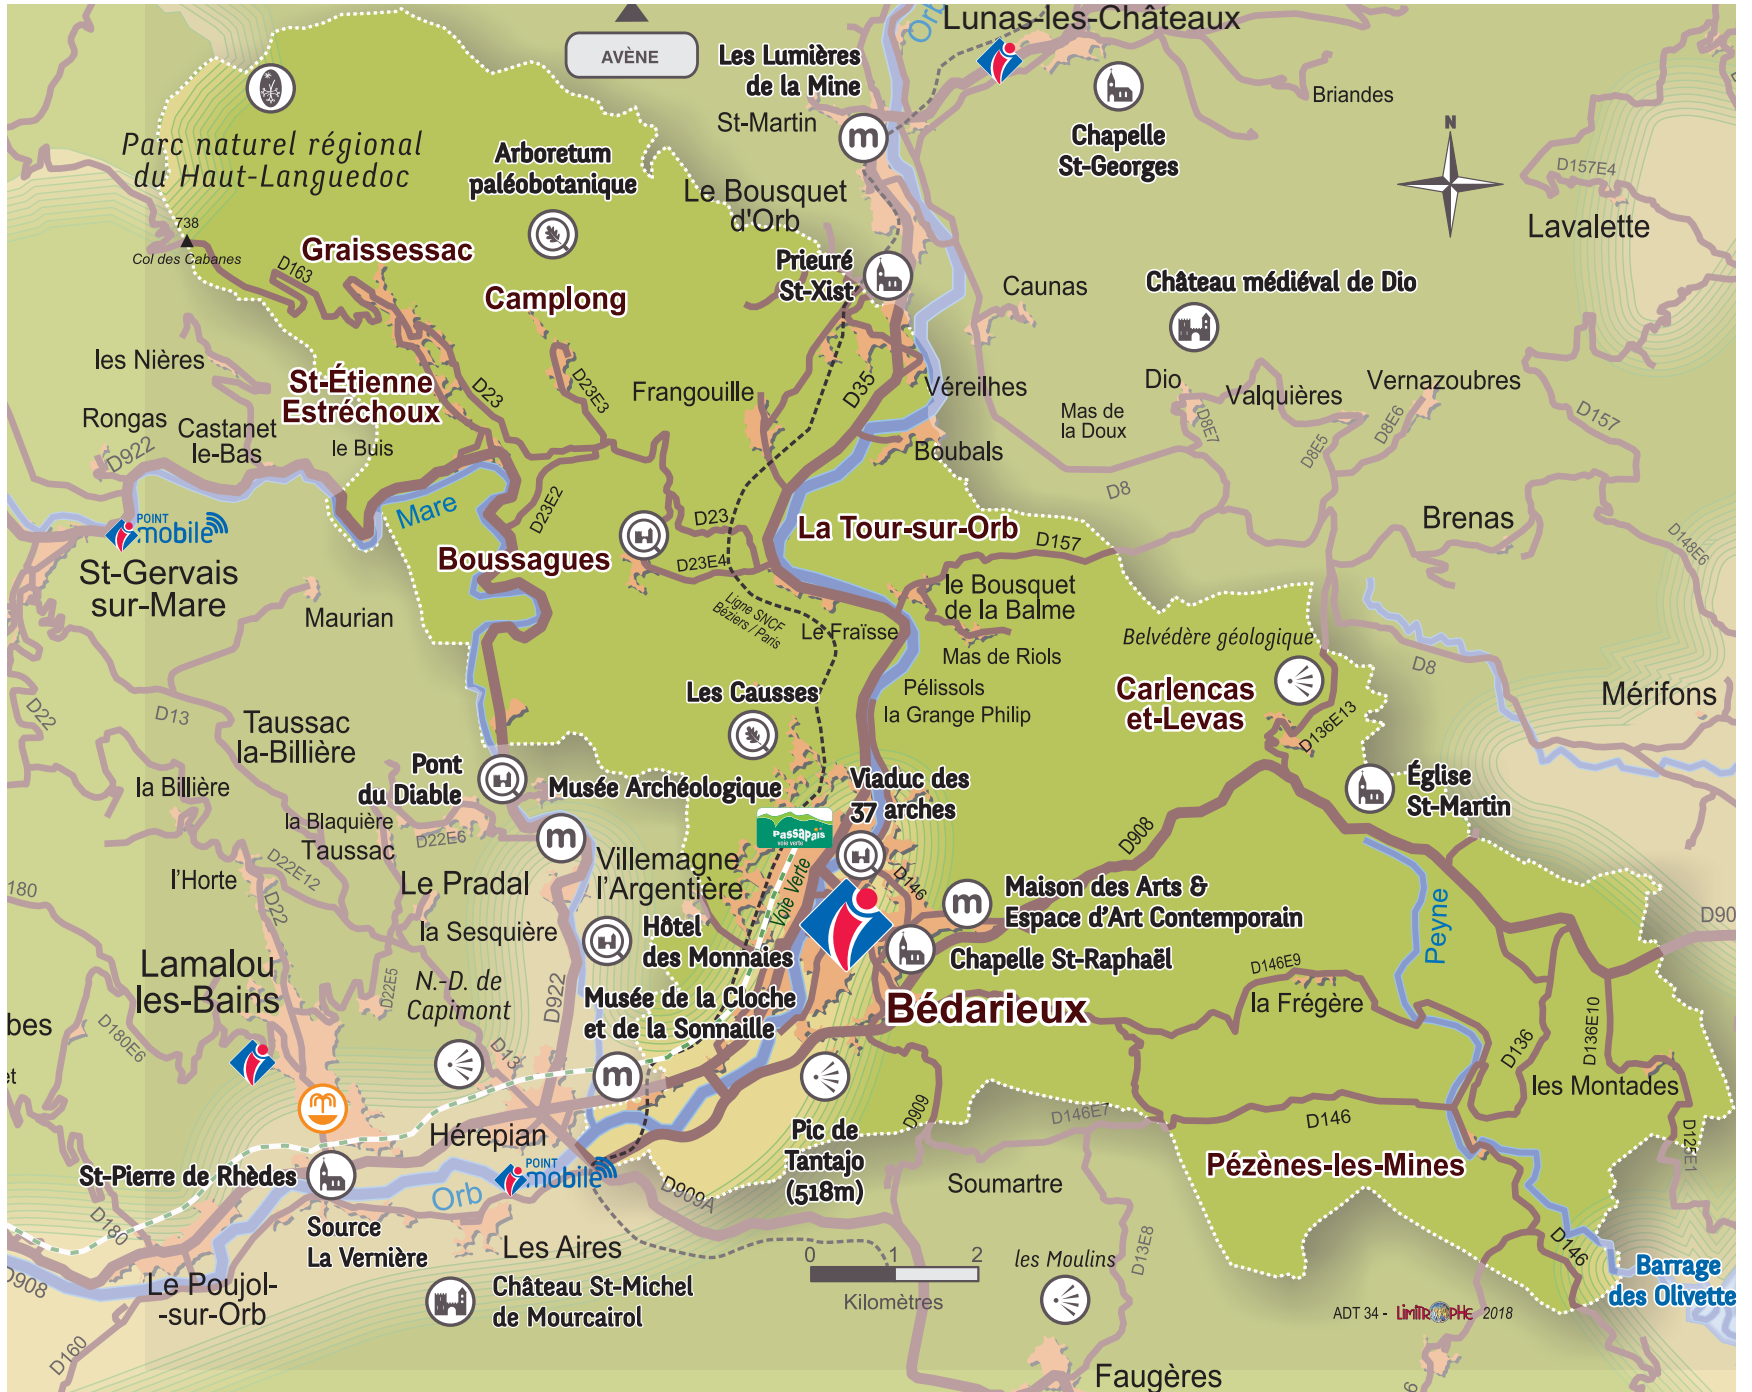 Lunas-les-Châteaux
Orb
AVÈNE
Les Lumières
de la Mine
St-Martin
Briandes
Chapelle
St-Georges
N
D157E4
Lavalette
Parc naturel régional
du Haut-Languedoc
Arboretum
paléobotanique
Le Bousquet
d'Orb
738
Col des Cabanes
D163
Graissessac
Camplong
Prieuré
St-Xist
Caunas
Château médiéval de Dio
les Nières
St-Étienne
Estréchoux
D23
D23E3
Frangouille
D35
Véreilhes
Dio
Valquières
Vernazoubres
Rongas
Castanet
le-Bas
D922
le Buis
Mas de
la Doux
D8E7
D8E5
D8E6
D157
Boubals
Mare
D23E2
D8
POINT
mobile
St-Gervais
sur-Mare
Boussagues
D23
D23E4
La Tour-sur-Orb
D157
Brenas
D148E6
Maurian
Ligne SNCF
Béziers / Paris
le Bousquet
de la Balme
Le Fraïsse
Mas de Riols
Belvédère géologique
D8
Pélissols
la Grange Philip
Les Causses
Carlencas
et-Levas
D136E13
Mérifons
D22
D13
Taussac
la-Billière
la Billière
Pont
du Diable
Musée Archéologique
Viaduc des
37 arches
Église
St-Martin
la Blaquière
Taussac
D22E6
Passapaïs
voie verte
Voie Verte
D908
l'Horte
D22E12
Le Pradal
Villemagne
l'Argentière
D146
Maison des Arts &
Espace d'Art Contemporain
180
D22
la Sesquière
Hôtel
des Monnaies
Chapelle St-Raphaël
Peyne
D90
Lamalou
les-Bains
D22E5
N.-D. de
Capimont
D922
Musée de la Cloche
et de la Sonnaille
Bédarieux
D146E9
la Frégère
bes
D180E6
D13
D136
D136E10
les Montades
et
Hérepian
D909
D146E7
D146
D125E1
Pic de
Tantajo
(518m)
Pézènes-les-Mines
St-Pierre de Rhèdes
Orb
POINT
mobile
D909A
Soumartre
D180
Source
La Vernière
Les Aires
0 1 2
Kilomètres
les Moulins
D13E8
D146
Barrage
des Olivette
D908
Le Poujol-
-sur-Orb
Château St-Michel
de Mourcairol
ADT 34 - LiMiTROPHE 2018
D160
Faugères